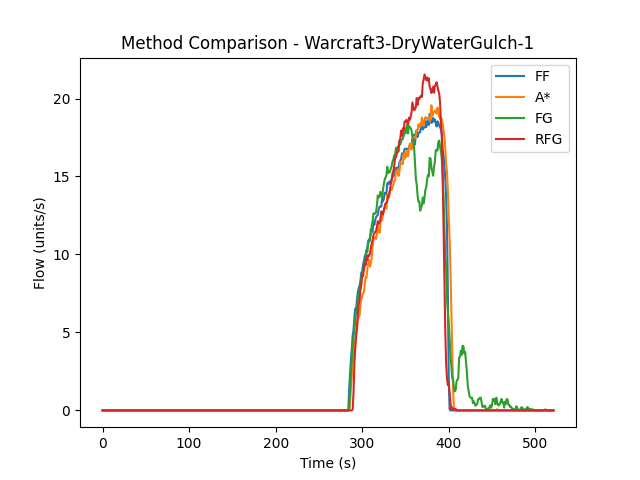 Method Comparison - Warcraft3-DryWaterGulch-1
FF
A*
FG
RFG
20
15
10
5
0
Flow (units/s)
0 100 200 300 400 500
Time (s)